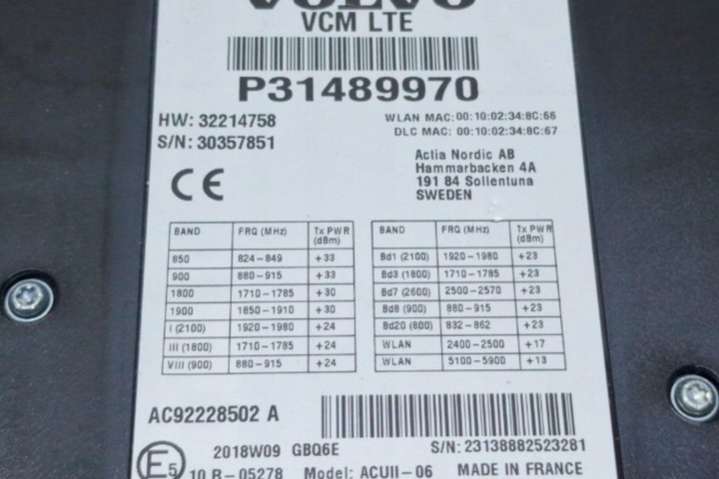 VOLVO
VCM LTE
P31489970
HW: 32214758
S/N: 30357851
WLAN MAC: 00:10:02:34:8C:66
DLC MAC: 00:10:02:34:8C:67
CE
Actia Nordic AB
Hammarbacken 4A
191 84 Sollentuna
SWEDEN
BAND FRQ (MHz) Tx PWR (dBm)
850 824-849 +33
900 880-915 +33
1800 1710-1785 +30
1900 1850-1910 +30
I (2100) 1920-1980 +24
III (1800) 1710-1785 +24
VIII (900) 880-915 +24
BAND FRQ (MHz) Tx PWR (dBm)
Bd1 (2100) 1920-1980 +23
Bd3 (1800) 1710-1785 +23
Bd7 (2600) 2500-2570 +23
Bd8 (900) 880-915 +23
Bd20 (800) 832-862 +23
WLAN 2400-2500 +17
WLAN 5100-5900 +13
AC92228502 A
S/N: 23138882523281
2018W09 GBQ6E
E5 10 R-05278 Model: ACUII-06 MADE IN FRANCE